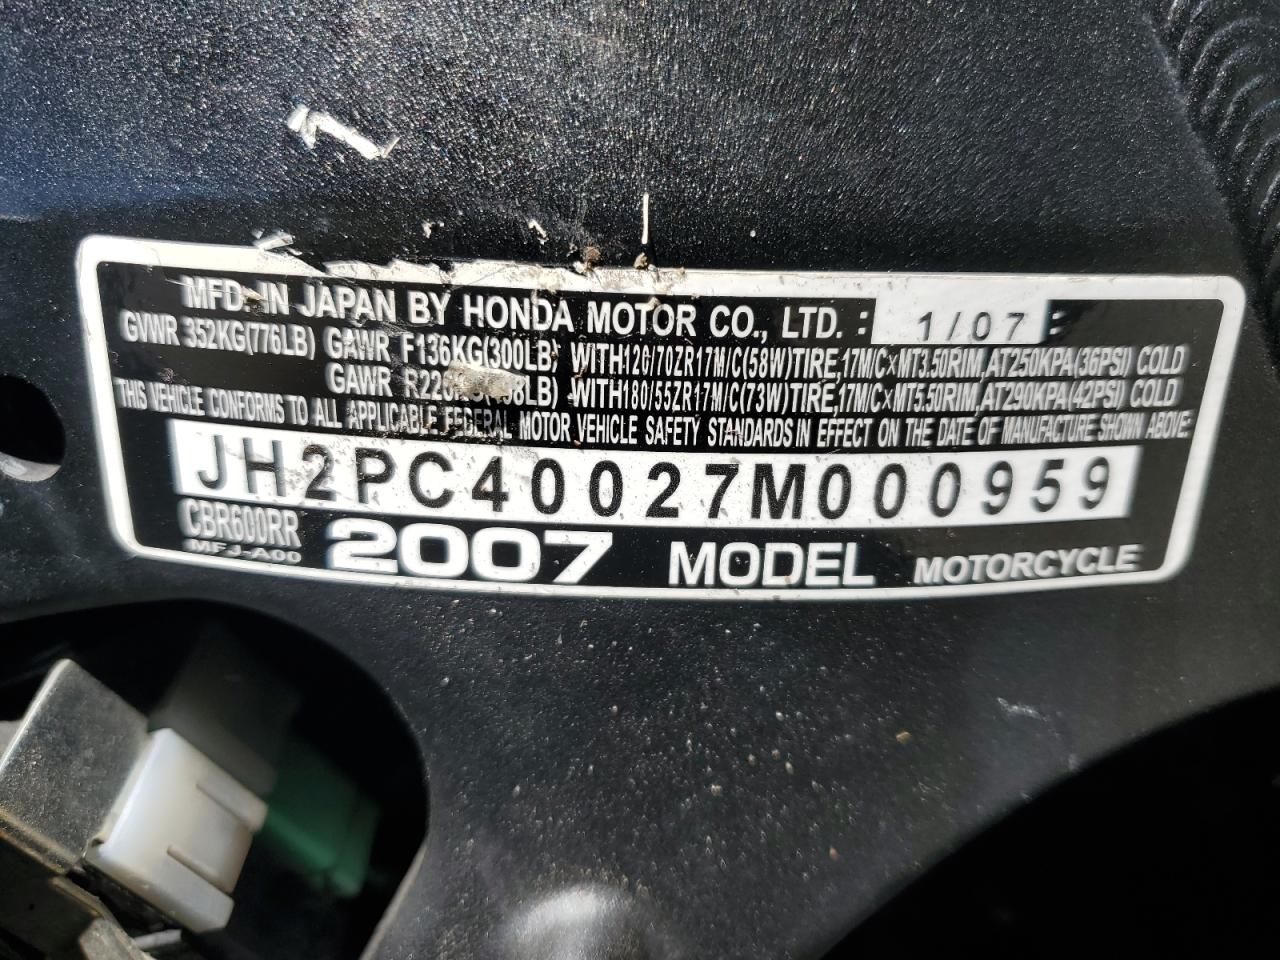 MFD. IN JAPAN BY HONDA MOTOR CO., LTD. : 1/07 :
GVWR 352KG(776LB) GAWR F136KG(300LB) WITH120/70ZR17M/C(58W)TIRE,17M/C×MT3.50RIM,AT250KPA(36PSI) COLD
GAWR WITH180/55ZR17M/C(73W)TIRE,17M/C×MT5.50RIM,AT290KPA(42PSI) COLD
THIS VEHICLE CONFORMS TO ALL APPLICABLE FEDERAL MOTOR VEHICLE SAFETY STANDARDS IN EFFECT ON THE DATE OF MANUFACTURE SHOWN ABOVE.
JH2PC40027M000959
CBR600RR 2007 MODEL MOTORCYCLE
MFJ-A00